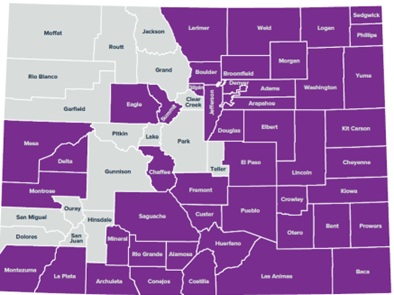 Sedgwick
Moffat
Routt
Jackson
Larimer
Weld
Logan
Phillips
Morgan
Grand
Boulder
Broomfield
Rio Blanco
Yuma
Denver
Adams
Washington
Eagle
Summit
Gilpin
Clear
Creek
Jefferson
Arapahoe
Garfield
Douglas
Elbert
Kit Carson
Pitkin
Lake
Park
Mesa
Delta
El Paso
Cheyenne
Gunnison
Chaffee
Teller
Lincoln
Montrose
Fremont
Kiowa
Crowley
Ouray
Saguache
Custer
Pueblo
San Miguel
Hinsdale
Otero
Bent
Prowers
Dolores
San
Juan
Mineral
Huerfano
Rio Grande
Alamosa
Montezuma
La Plata
Archuleta
Conejos
Costilla
Las Animas
Baca